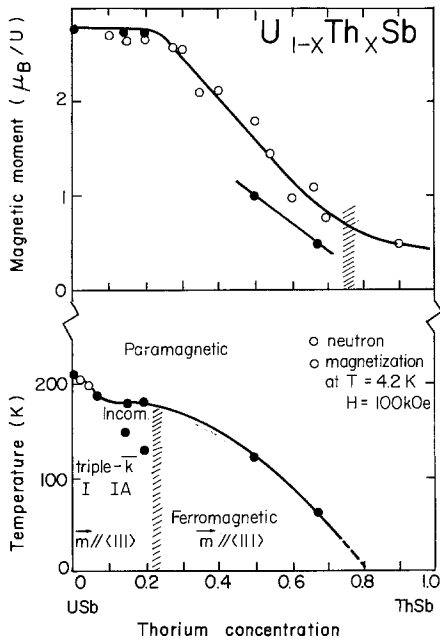 U₁₋ₓThₓSb
Magnetic moment (μB/U)
2
1
0
Temperature (K)
200
100
0
Paramagnetic
○ neutron
○ magnetization
at T = 4.2 K
H = 100kOe
Incom.
triple-k
I IA
m⃗//⟨111⟩
Ferromagnetic
m⃗//⟨111⟩
0 0.2 0.4 0.6 0.8 1.0
USb ThSb
Thorium concentration